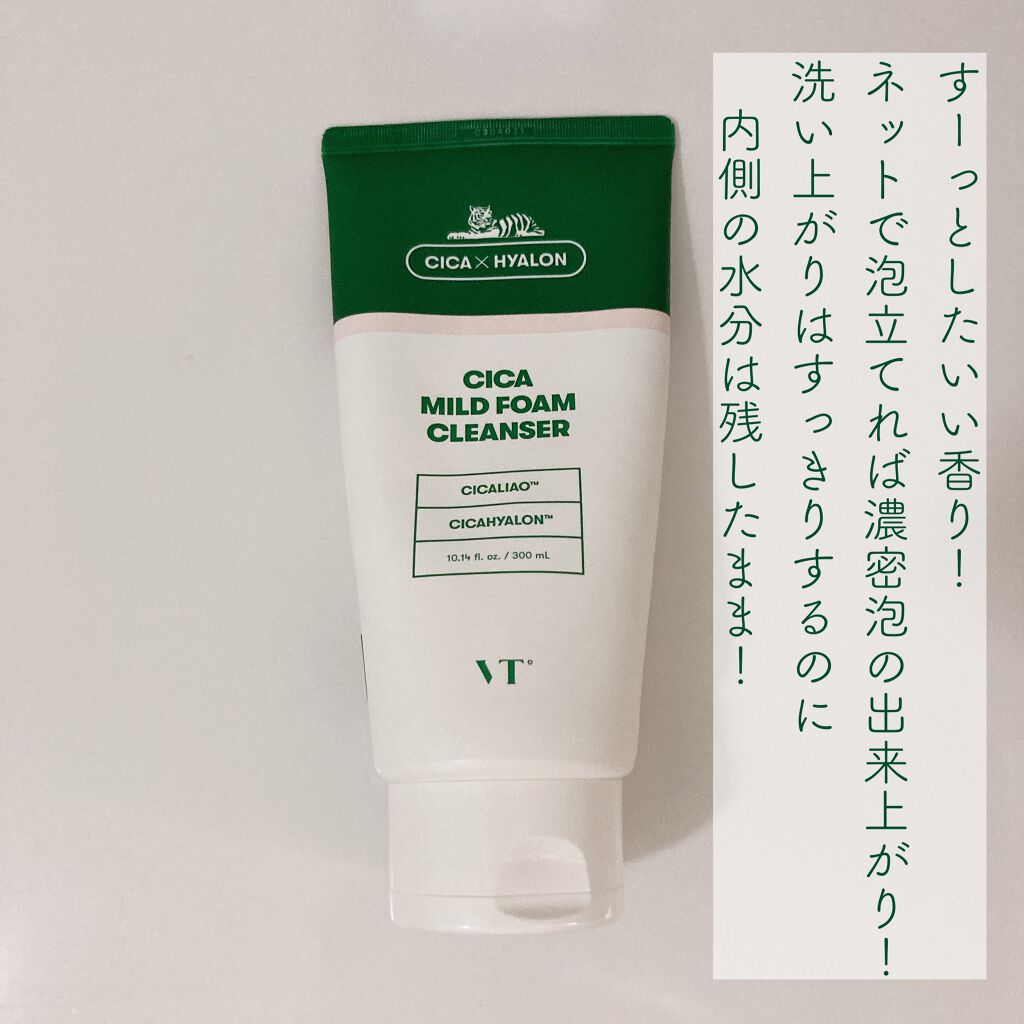 すーっとしたいい香り!
ネットで泡立てれば濃密泡の出来上がり!
洗い上がりはすっきりするのに
内側の水分は残したまま!
CICA × HYALON
CICA
MILD FOAM
CLEANSER
CICALIAO™
CICAHYALON™
10.14 fl. oz. / 300 mL
VT